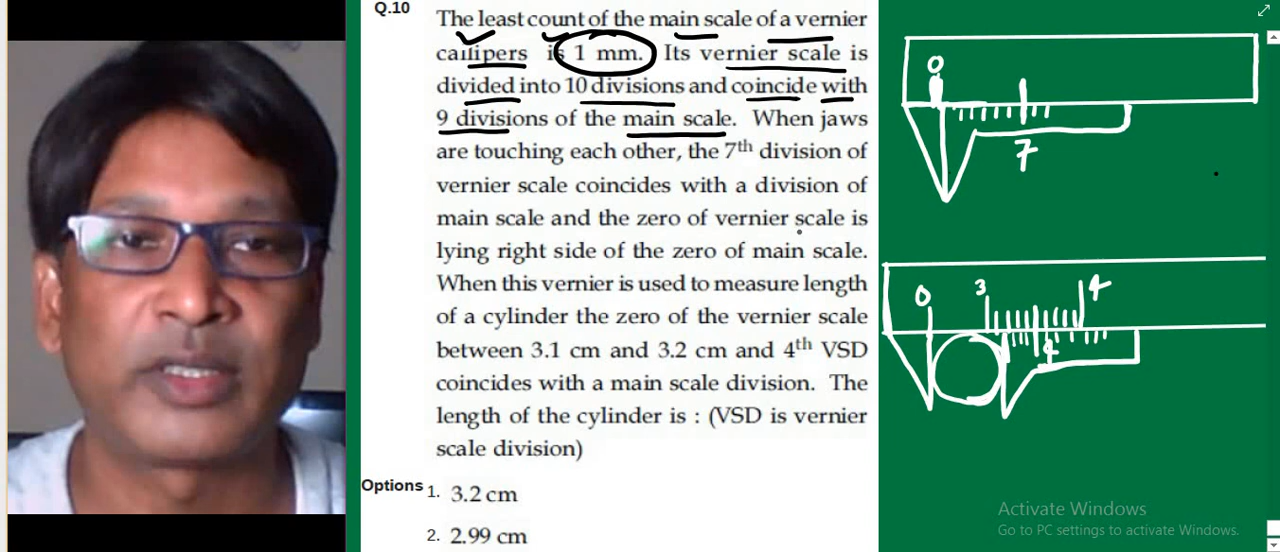 Q.10
The least count of the main scale of a vernier
callipers is 1 mm. Its vernier scale is
divided into 10 divisions and coincide with
9 divisions of the main scale. When jaws
are touching each other, the 7th division of
vernier scale coincides with a division of
main scale and the zero of vernier scale is
lying right side of the zero of main scale.
When this vernier is used to measure length
of a cylinder the zero of the vernier scale
between 3.1 cm and 3.2 cm and 4th VSD
coincides with a main scale division. The
length of the cylinder is : (VSD is vernier
scale division)
Options 1. 3.2 cm
2. 2.99 cm
0
7
0 3 4
4
Activate Windows
Go to PC settings to activate Windows.